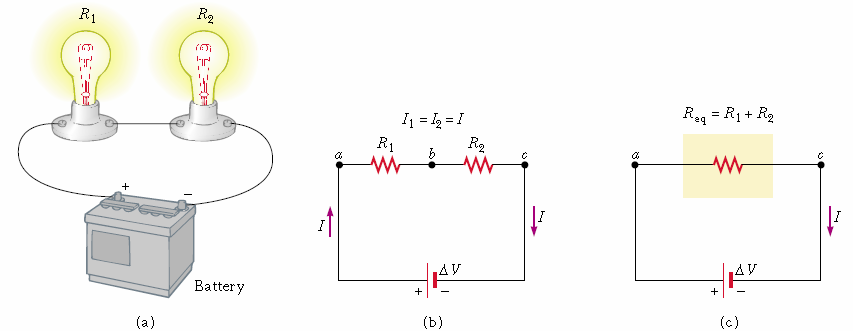 R₁ R₂
+ −
Battery
(a)
I₁ = I₂ = I
R₁ R₂
a b c
I I
ΔV
+ −
(b)
Req = R₁ + R₂
a c
I
ΔV
+ −
(c)